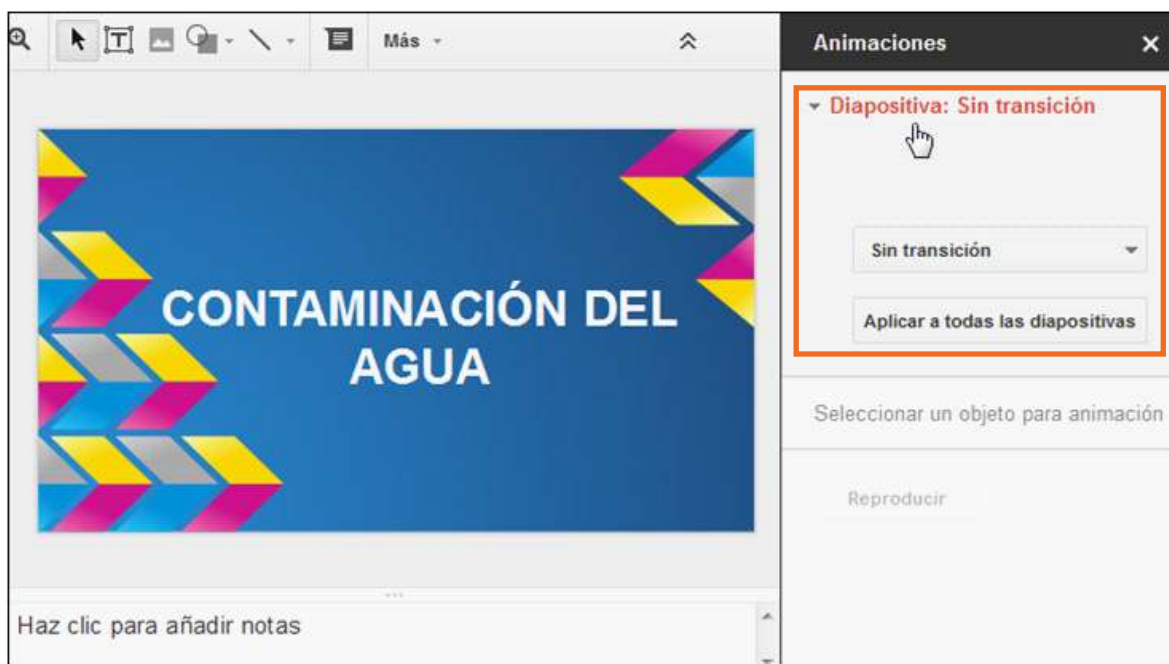 Más
CONTAMINACIÓN DEL
AGUA
Haz clic para añadir notas
Animaciones
Diapositiva: Sin transición
Sin transición
Aplicar a todas las diapositivas
Seleccionar un objeto para animación
Reproducir